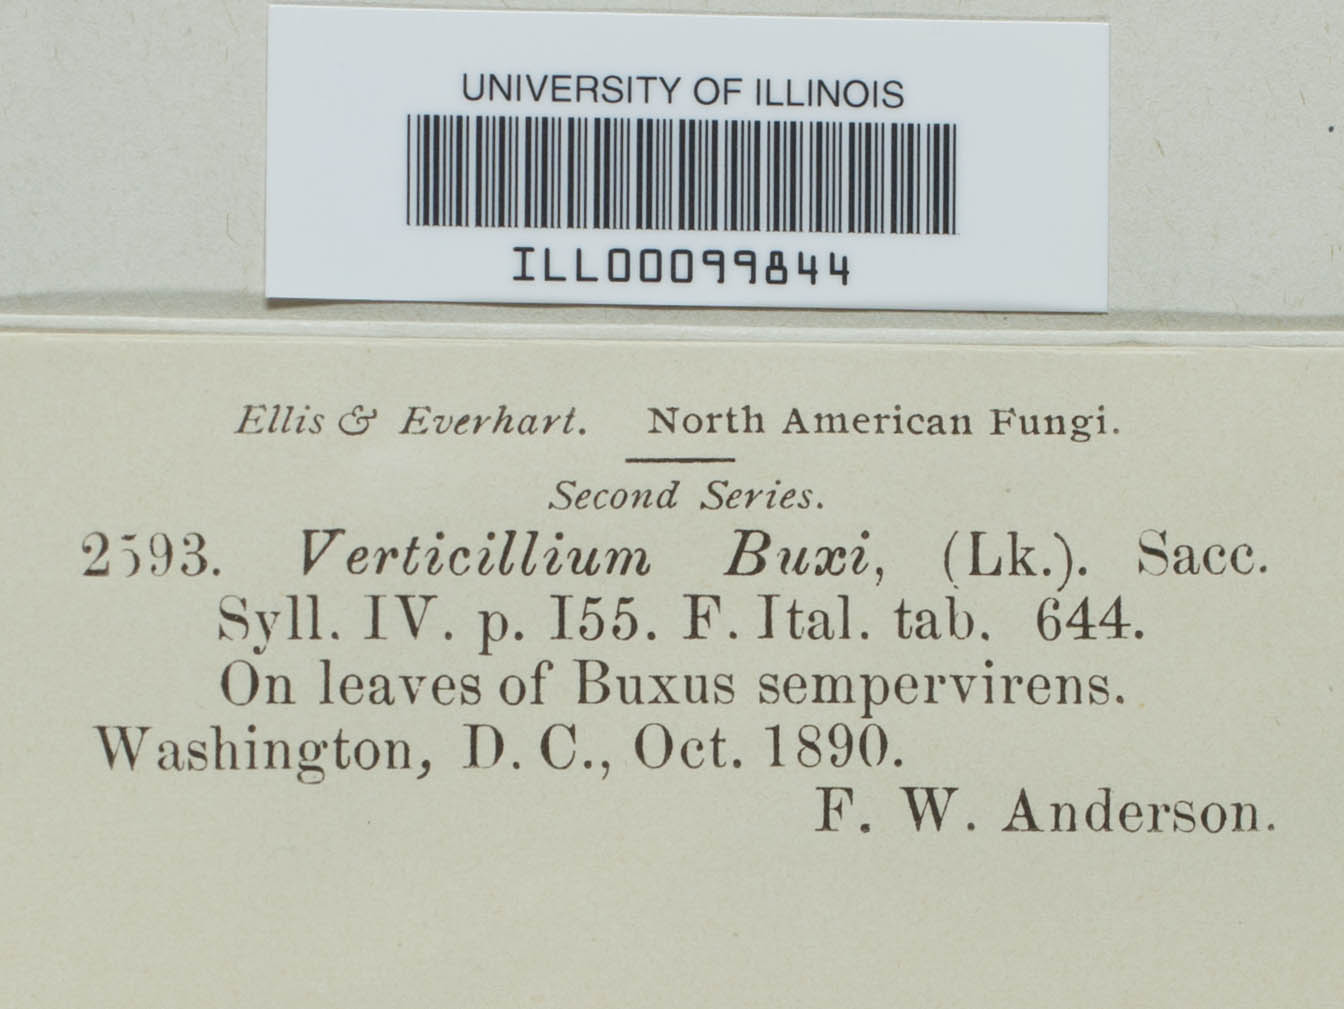 UNIVERSITY OF ILLINOIS
ILL00099844
Ellis & Everhart. North American Fungi.
Second Series.
2593. Verticillium Buxi, (Lk.). Sacc.
Syll. IV. p. I55. F. Ital. tab. 644.
On leaves of Buxus sempervirens.
Washington, D. C., Oct. 1890.
F. W. Anderson.